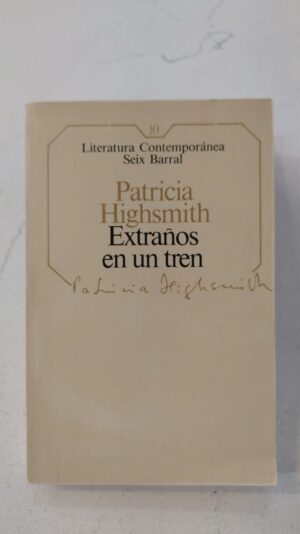 10
Literatura Contemporánea
Seix Barral
Patricia
Highsmith
Extraños
en un tren
Patricia Highsmith